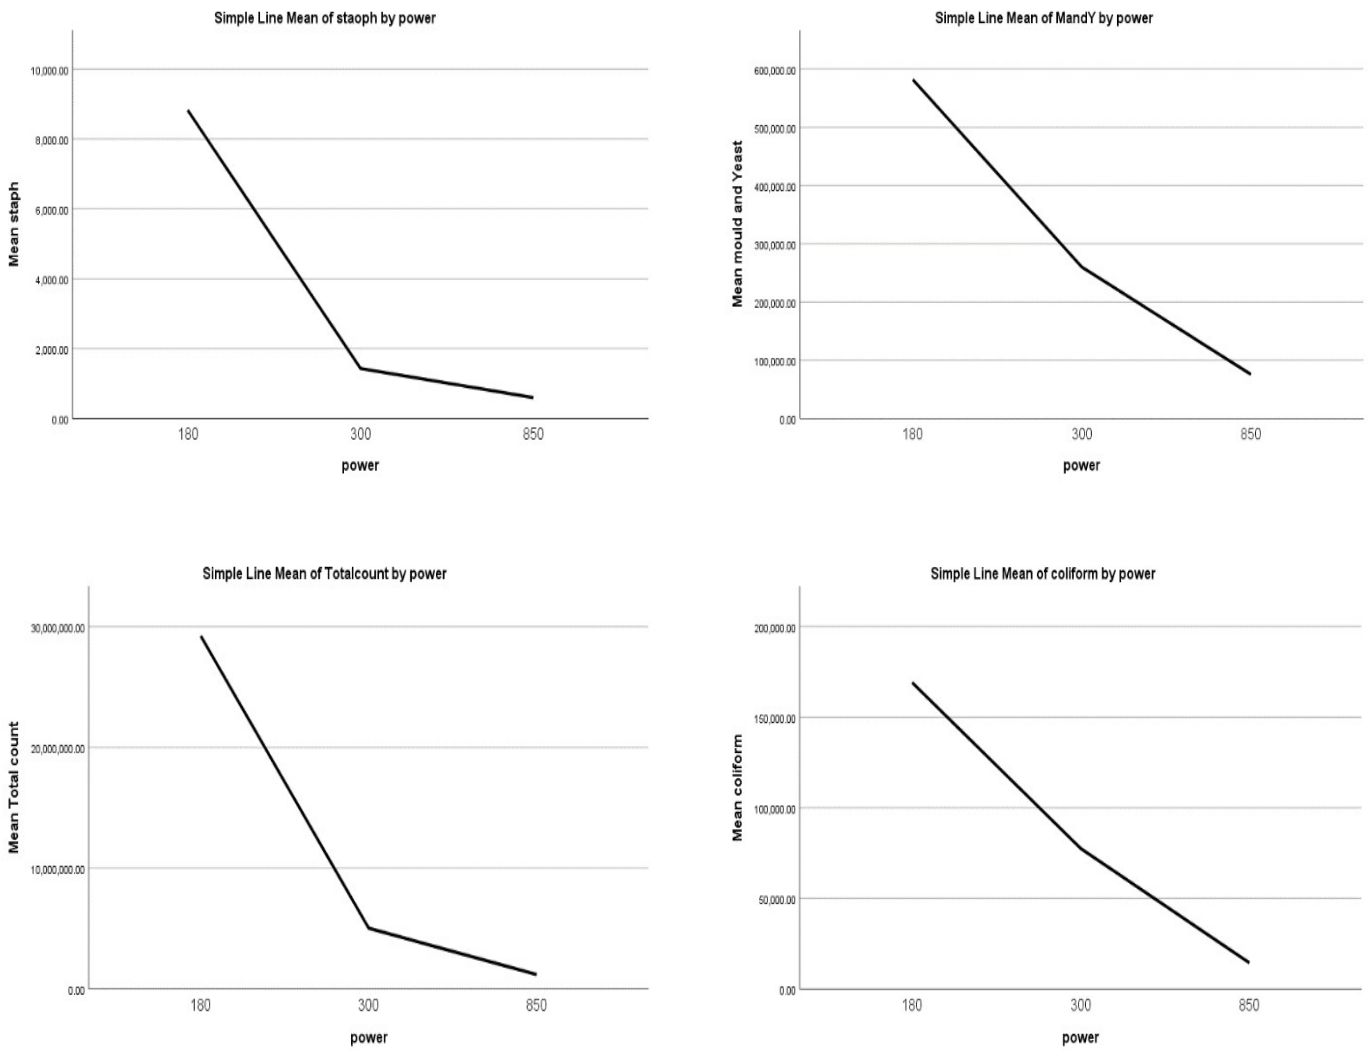 Simple Line Mean of staoph by power
10,000.00
8,000.00
6,000.00
4,000.00
2,000.00
0.00
Mean staph
180 300 850
power
Simple Line Mean of MandY by power
600,000.00
500,000.00
400,000.00
300,000.00
200,000.00
100,000.00
0.00
Mean mould and Yeast
180 300 850
power
Simple Line Mean of Totalcount by power
30,000,000.00
20,000,000.00
10,000,000.00
0.00
Mean Total count
180 300 850
power
Simple Line Mean of coliform by power
200,000.00
150,000.00
100,000.00
50,000.00
0.00
Mean coliform
180 300 850
power